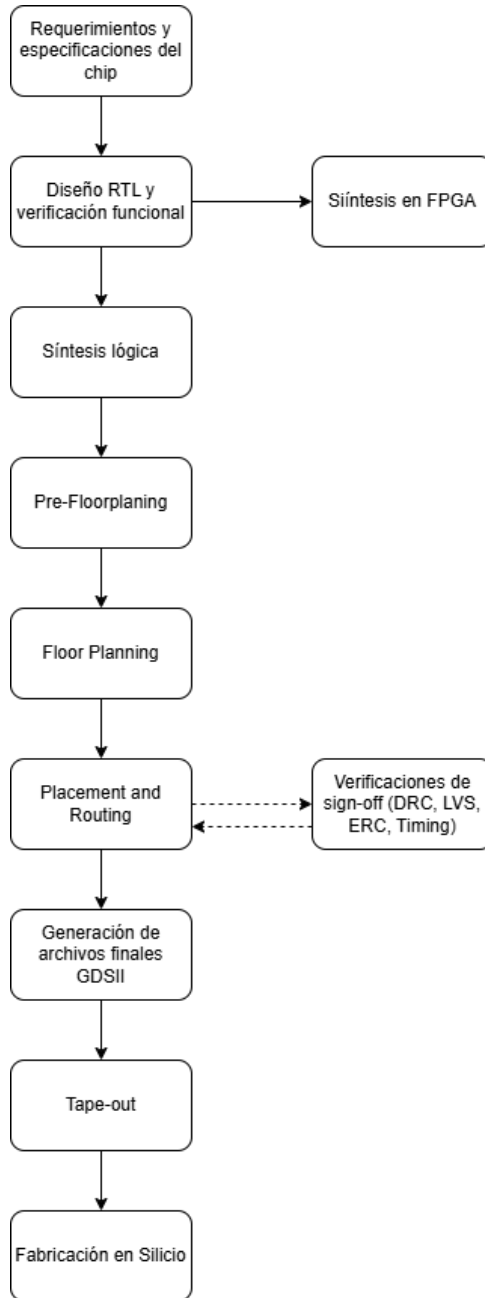 Requerimientos y
especificaciones del
chip
Diseño RTL y
verificación funcional
Siíntesis en FPGA
Síntesis lógica
Pre-Floorplaning
Floor Planning
Placement and
Routing
Verificaciones de
sign-off (DRC, LVS,
ERC, Timing)
Generación de
archivos finales
GDSII
Tape-out
Fabricación en Silicio